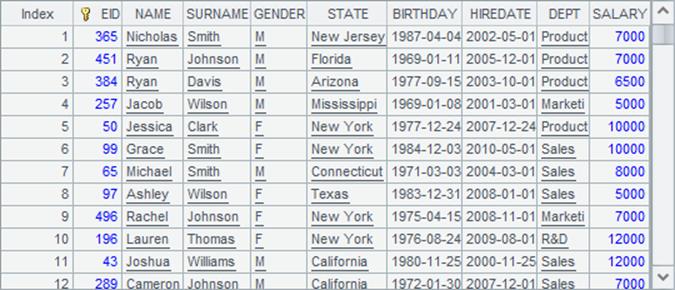 Index EID NAME SURNAME GENDER STATE BIRTHDAY HIREDATE DEPT SALARY
1 365 Nicholas Smith M New Jersey 1987-04-04 2002-05-01 Product 7000
2 451 Ryan Johnson M Florida 1969-01-11 2005-12-01 Product 7000
3 384 Ryan Davis M Arizona 1977-09-15 2003-10-01 Product 6500
4 257 Jacob Wilson M Mississippi 1969-01-08 2001-03-01 Marketi 5000
5 50 Jessica Clark F New York 1977-12-24 2007-12-24 Product 10000
6 99 Grace Smith F New York 1984-12-03 2010-05-01 Sales 10000
7 65 Michael Smith M Connecticut 1971-03-03 2004-03-01 Sales 8000
8 97 Ashley Wilson F Texas 1983-12-31 2008-01-01 Sales 5000
9 496 Rachel Johnson F New York 1975-04-15 2008-11-01 Marketi 7000
10 196 Lauren Thomas F New York 1976-08-24 2009-08-01 R&D 12000
11 43 Joshua Williams M California 1980-11-25 2000-11-25 Sales 12000
12 289 Cameron Johnson M California 1972-01-30 2007-12-01 Sales 7000